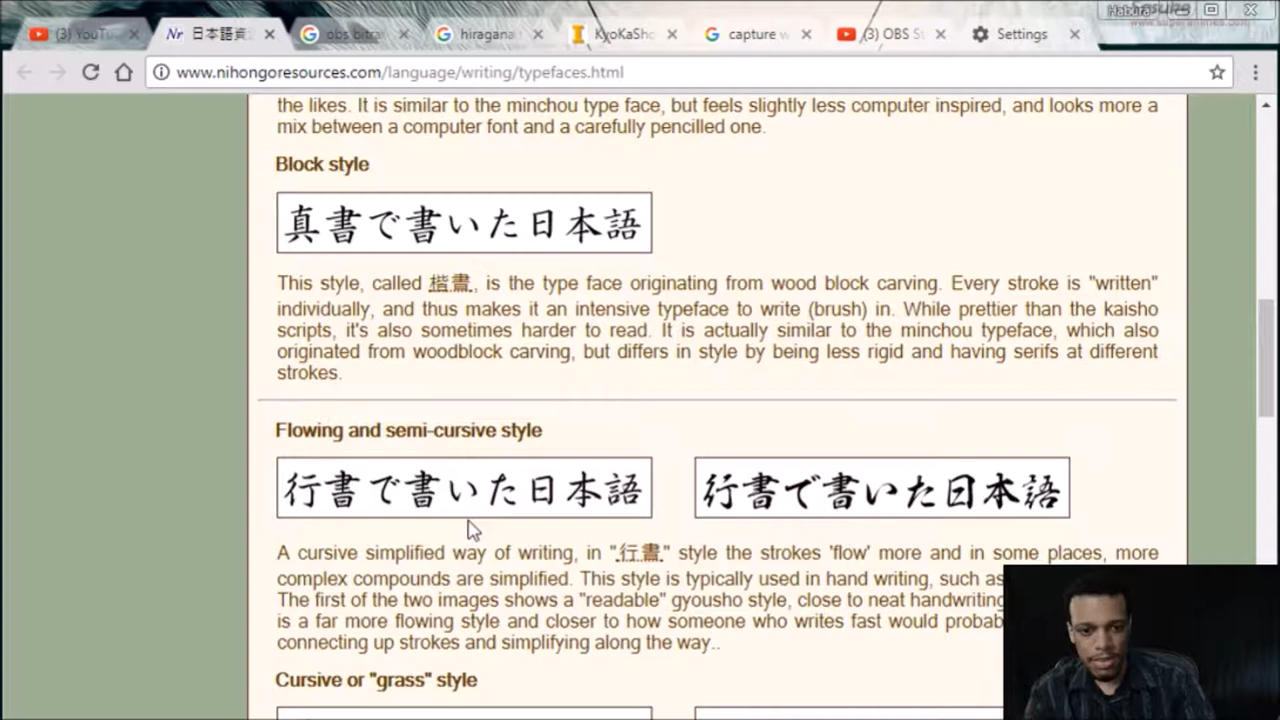 (3) YouTu
日本語資
obs bitra
hiragana
KyoKaSho
capture w
(3) OBS St
Settings
Habura
www.nihongoresources.com/language/writing/typefaces.html
the likes. It is similar to the minchou type face, but feels slightly less computer inspired, and looks more a
mix between a computer font and a carefully pencilled one.
Block style
真書で書いた日本語
This style, called 楷書, is the type face originating from wood block carving. Every stroke is "written"
individually, and thus makes it an intensive typeface to write (brush) in. While prettier than the kaisho
scripts, it's also sometimes harder to read. It is actually similar to the minchou typeface, which also
originated from woodblock carving, but differs in style by being less rigid and having serifs at different
strokes.
Flowing and semi-cursive style
行書で書いた日本語
行書で書いた日本語
A cursive simplified way of writing, in "行書" style the strokes 'flow' more and in some places, more
complex compounds are simplified. This style is typically used in hand writing, such as
The first of the two images shows a "readable" gyousho style, close to neat handwriting
is a far more flowing style and closer to how someone who writes fast would probab
connecting up strokes and simplifying along the way..
Cursive or "grass" style